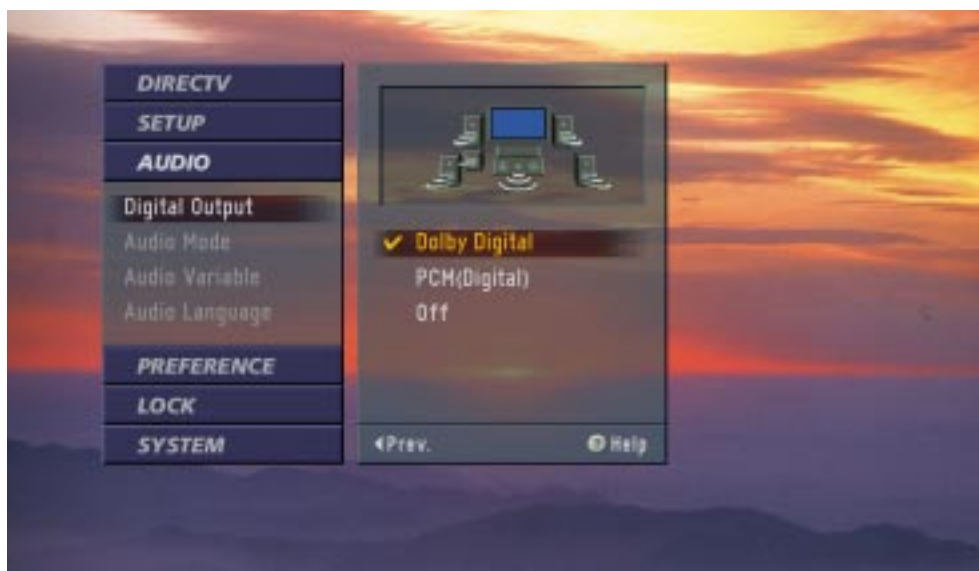 DIRECTV
SETUP
AUDIO
Digital Output
Audio Mode
Audio Variable
Audio Language
PREFERENCE
LOCK
SYSTEM
✔ Dolby Digital
PCM(Digital)
Off
◀Prev.
? Help